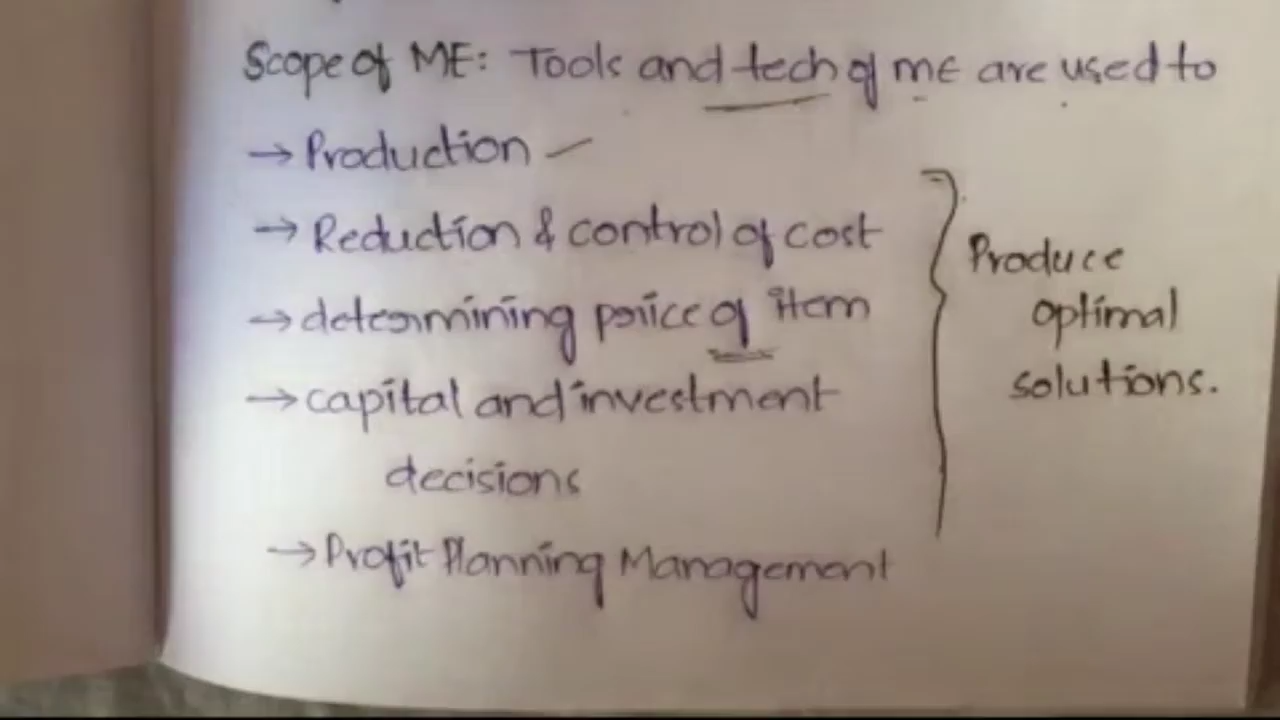 Scope of ME: Tools and tech of ME are used to
→ Production –
→ Reduction & control of cost
→ determining price of item
→ capital and investment
decisions
→ Profit Planning Management
Produce
optimal
solutions.